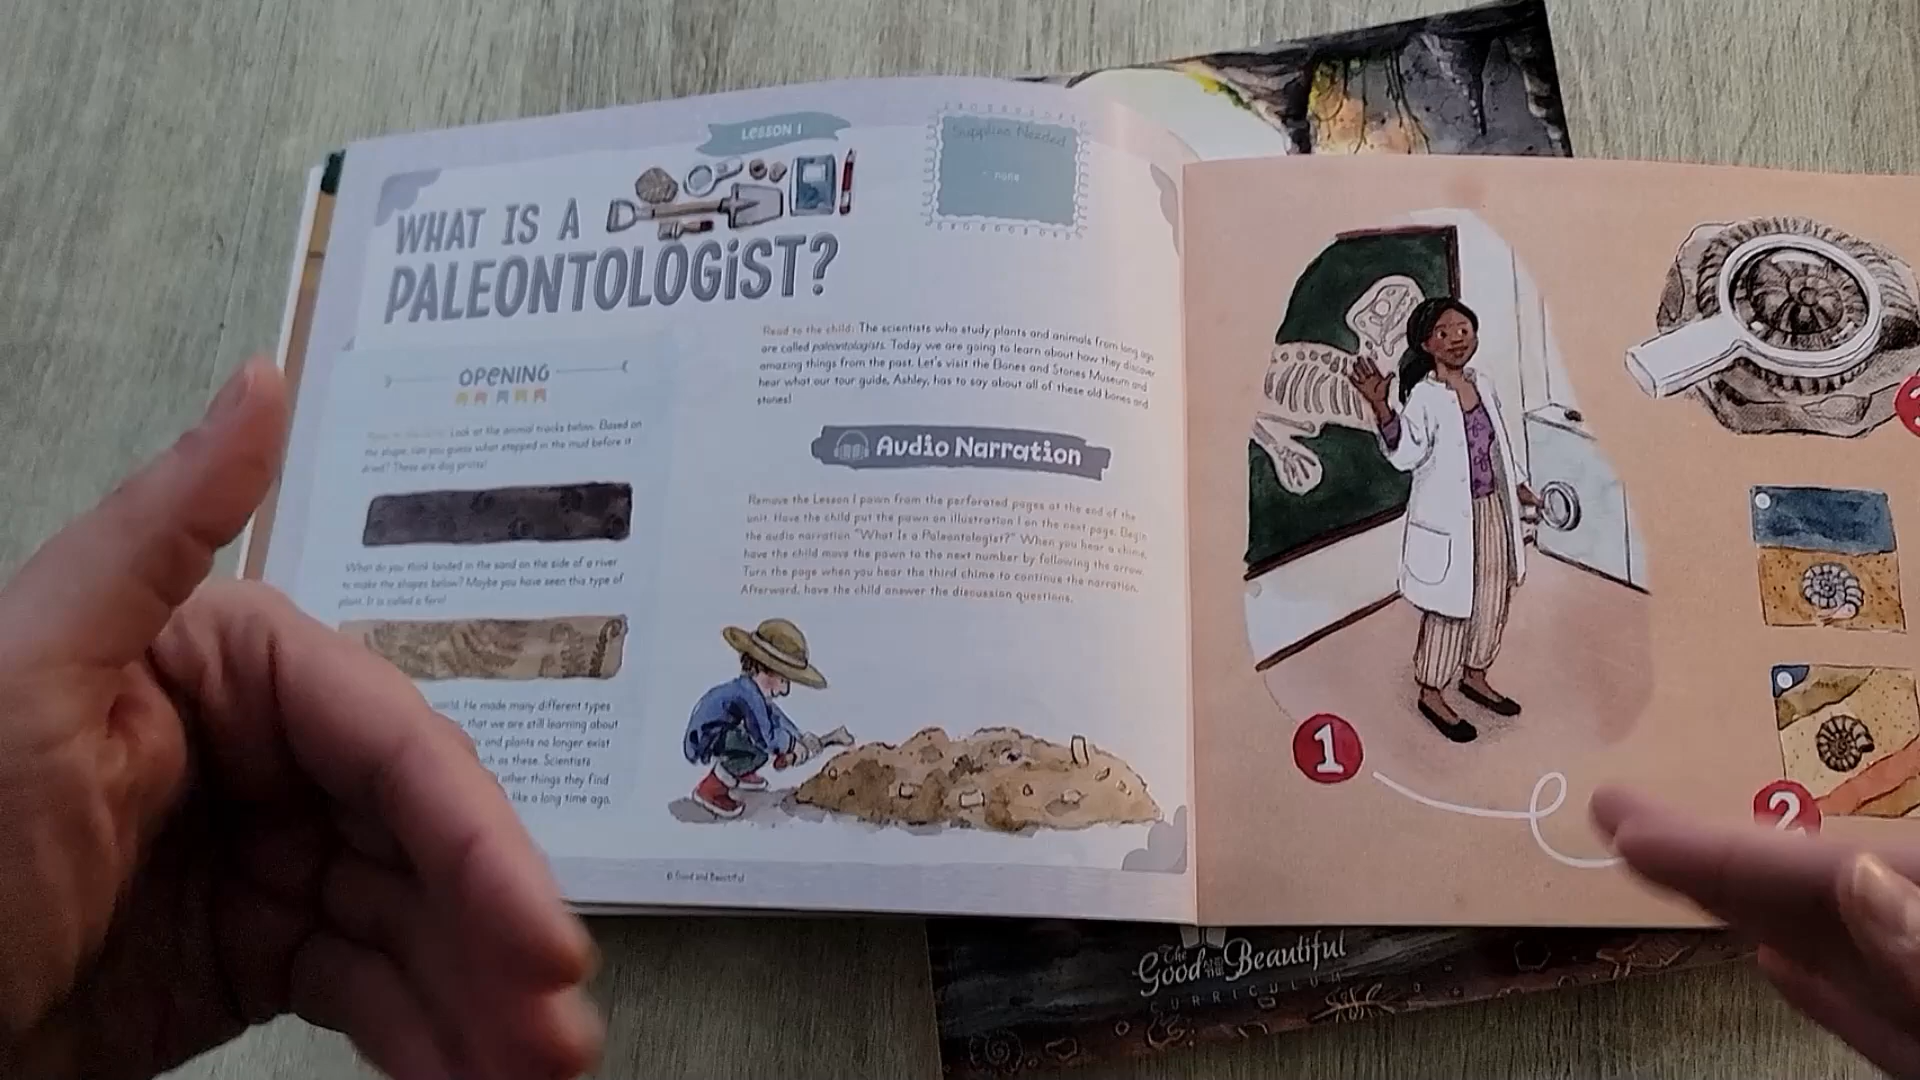 LESSON 1
Supplies Needed
- none
WHAT IS A
PALEONTOLOGIST?
OPENING
Look at the animal tracks below. Based on
the shape, can you guess what stepped in the mud before it
dried? These are dog prints!
What do you think landed in the sand on the side of a river
to make the shapes below? Maybe you have seen this type of
plant. It is called a fern!
world. He made many different types
that we are still learning about
and plants no longer exist
such as these. Scientists
other things they find
like a long time ago.
Read to the child: The scientists who study plants and animals from long ago
are called paleontologists. Today we are going to learn about how they discover
amazing things from the past. Let's visit the Bones and Stones Museum and
hear what our tour guide, Ashley, has to say about all of these old bones and
stones!
Audio Narration
Remove the Lesson 1 pawn from the perforated pages at the end of the
unit. Have the child put the pawn on illustration 1 on the next page. Begin
the audio narration "What Is a Paleontologist?" When you hear a chime,
have the child move the pawn to the next number by following the arrow.
Turn the page when you hear the third chime to continue the narration.
Afterward, have the child answer the discussion questions.
© Good and Beautiful
1
2
The
Good AND THE Beautiful
CURRICULUM